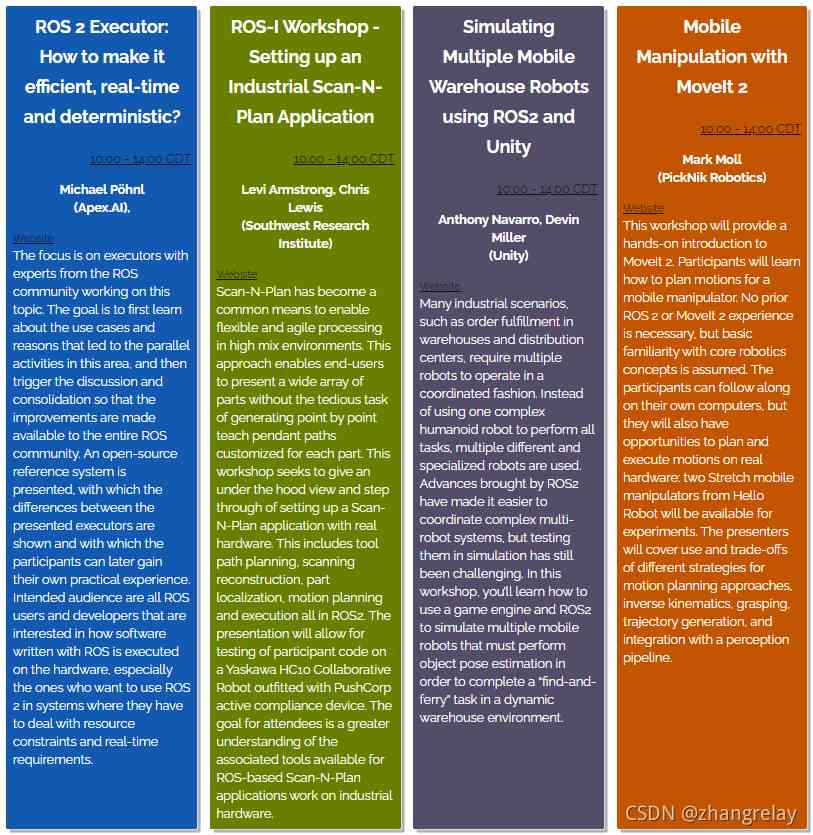 ROS 2 Executor:
How to make it
efficient, real-time
and deterministic?
10:00 - 14:00 CDT
Michael Pöhnl
(Apex.AI),
Website
The focus is on executors with
experts from the ROS
community working on this
topic. The goal is to first learn
about the use cases and
reasons that led to the parallel
activities in this area, and then
trigger the discussion and
consolidation so that the
improvements are made
available to the entire ROS
community. An open-source
reference system is
presented, with which the
differences between the
presented executors are
shown and with which the
participants can later gain
their own practical experience.
Intended audience are all ROS
users and developers that are
interested in how software
written with ROS is executed
on the hardware, especially
the ones who want to use ROS
2 in systems where they have
to deal with resource
constraints and real-time
requirements.
ROS-I Workshop -
Setting up an
Industrial Scan-N-
Plan Application
10:00 - 14:00 CDT
Levi Armstrong, Chris
Lewis
(Southwest Research
Institute)
Website
Scan-N-Plan has become a
common means to enable
flexible and agile processing
in high mix environments. This
approach enables end-users
to present a wide array of
parts without the tedious task
of generating point by point
teach pendant paths
customized for each part. This
workshop seeks to give an
under the hood view and step
through of setting up a Scan-
N-Plan application with real
hardware. This includes tool
path planning, scanning
reconstruction, part
localization, motion planning
and execution all in ROS2. The
presentation will allow for
testing of participant code on
a Yaskawa HC10 Collaborative
Robot outfitted with PushCorp
active compliance device. The
goal for attendees is a greater
understanding of the
associated tools available for
ROS-based Scan-N-Plan
applications work on industrial
hardware.
Simulating
Multiple Mobile
Warehouse Robots
using ROS2 and
Unity
10:00 - 14:00 CDT
Anthony Navarro, Devin
Miller
(Unity)
Website
Many industrial scenarios,
such as order fulfillment in
warehouses and distribution
centers, require multiple
robots to operate in a
coordinated fashion. Instead
of using one complex
humanoid robot to perform all
tasks, multiple different and
specialized robots are used.
Advances brought by ROS2
have made it easier to
coordinate complex multi-
robot systems, but testing
them in simulation has still
been challenging. In this
workshop, you'll learn how to
use a game engine and ROS2
to simulate multiple mobile
robots that must perform
object pose estimation in
order to complete a "find-and-
ferry" task in a dynamic
warehouse environment.
Mobile
Manipulation with
MoveIt 2
10:00 - 14:00 CDT
Mark Moll
(PickNik Robotics)
Website
This workshop will provide a
hands-on introduction to
MoveIt 2. Participants will learn
how to plan motions for a
mobile manipulator. No prior
ROS 2 or MoveIt 2 experience
is necessary, but basic
familiarity with core robotics
concepts is assumed. The
participants can follow along
on their own computers, but
they will also have
opportunities to plan and
execute motions on real
hardware: two Stretch mobile
manipulators from Hello
Robot will be available for
experiments. The presenters
will cover use and trade-offs
of different strategies for
motion planning approaches,
inverse kinematics, grasping,
trajectory generation, and
integration with a perception
pipeline.
CSDN @zhangrelay